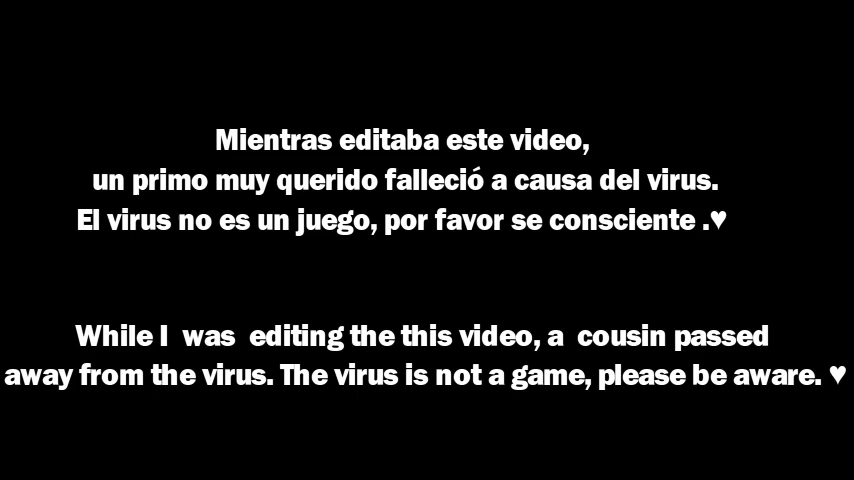 Mientras editaba este video,
un primo muy querido falleció a causa del virus.
El virus no es un juego, por favor se consciente .♥
While I was editing the this video, a cousin passed
away from the virus. The virus is not a game, please be aware. ♥